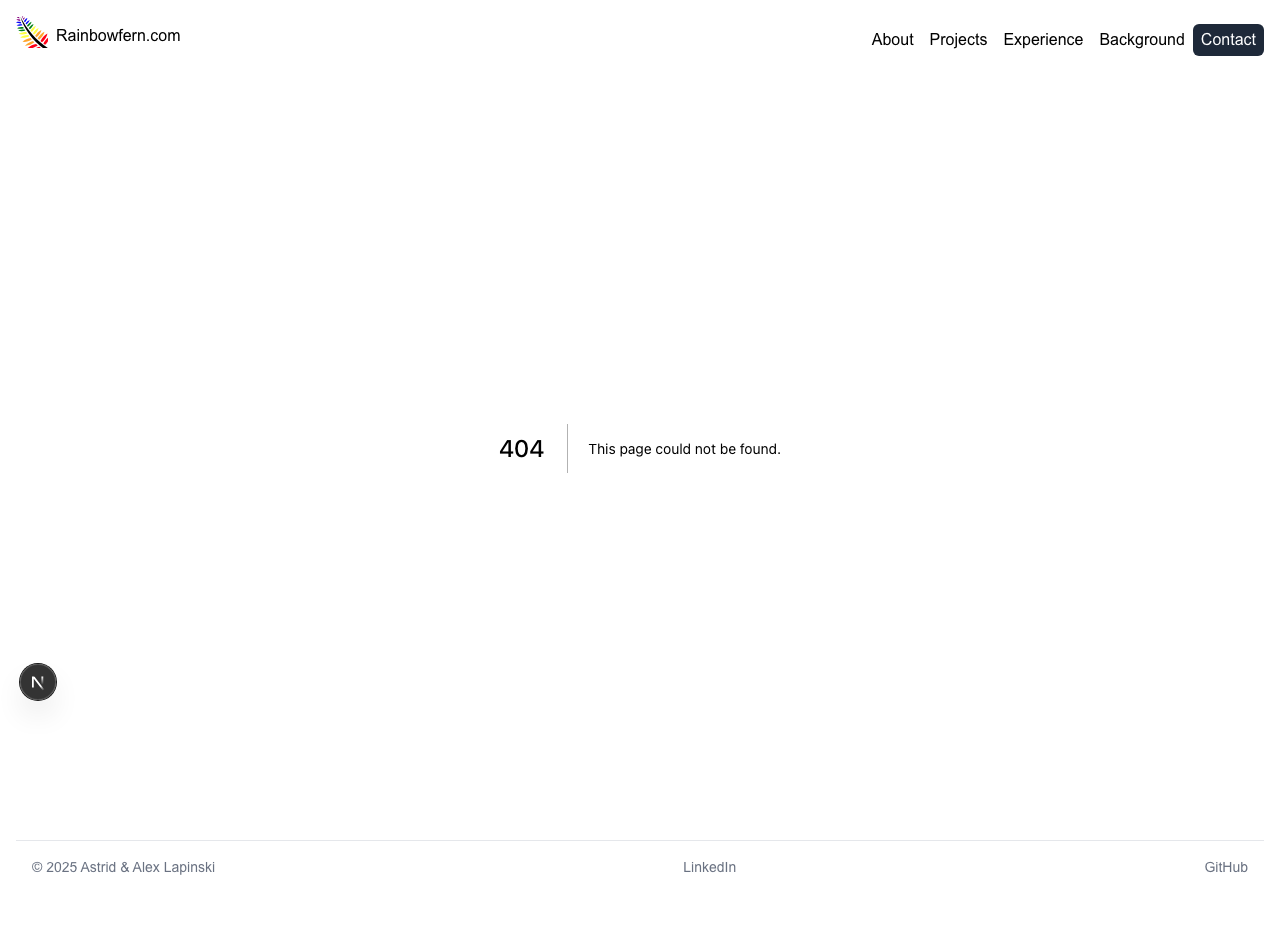 Rainbowfern.com
About Projects Experience Background Contact
404
This page could not be found.
N
© 2025 Astrid & Alex Lapinski LinkedIn GitHub